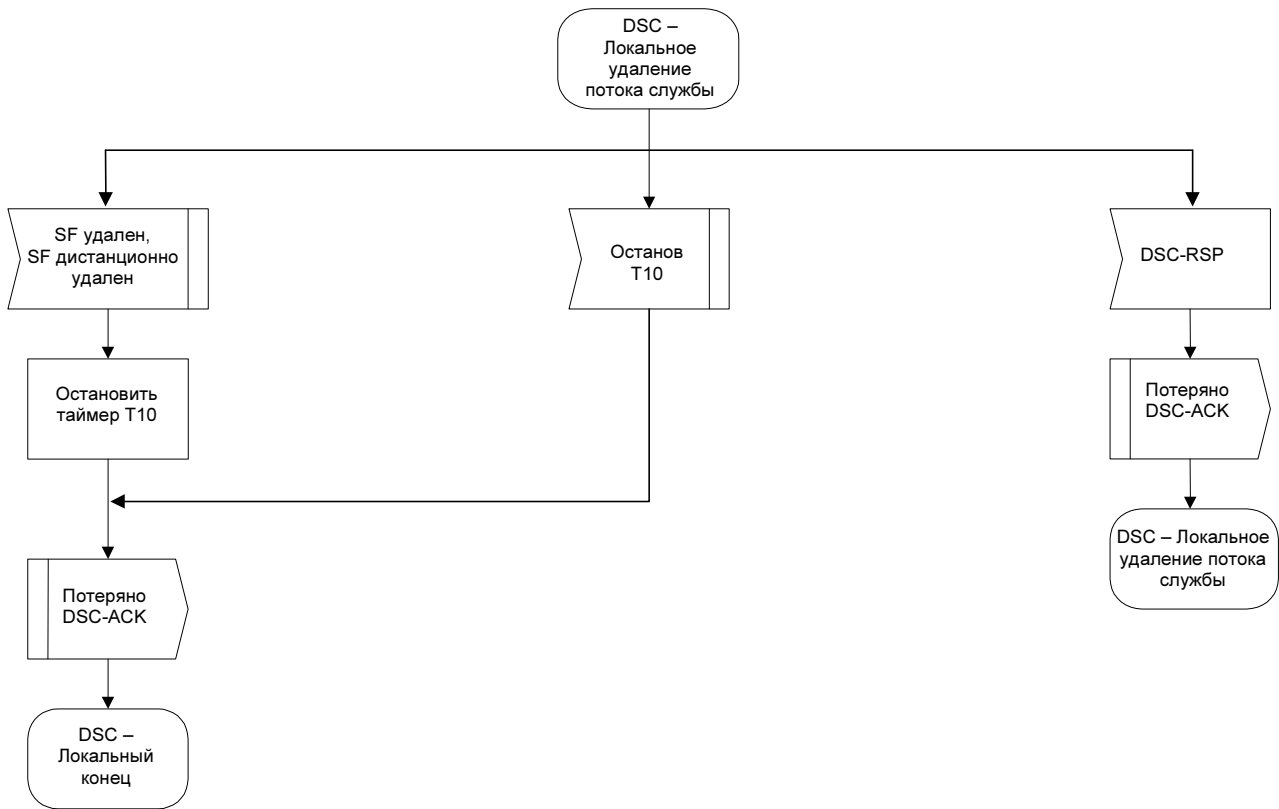 DSC –
Локальное
удаление
потока службы
SF удален,
SF дистанционно
удален
Останов
T10
DSC-RSP
Остановить
таймер T10
Потеряно
DSC-ACK
DSC – Локальное
удаление потока
службы
Потеряно
DSC-ACK
DSC –
Локальный
конец